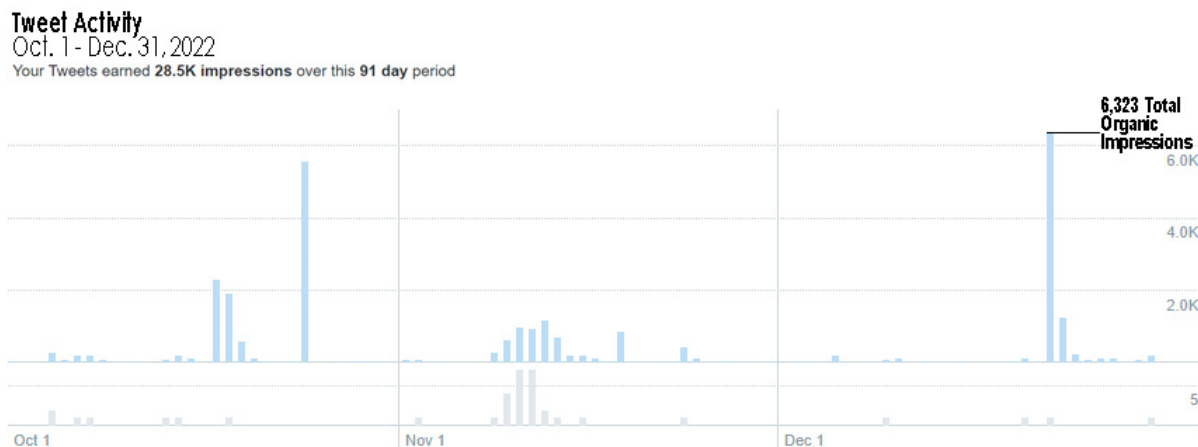 Tweet Activity
Oct. 1 - Dec. 31, 2022
Your Tweets earned 28.5K impressions over this 91 day period
6,323 Total
Organic
Impressions
6.0K
4.0K
2.0K
5
Oct 1
Nov 1
Dec 1